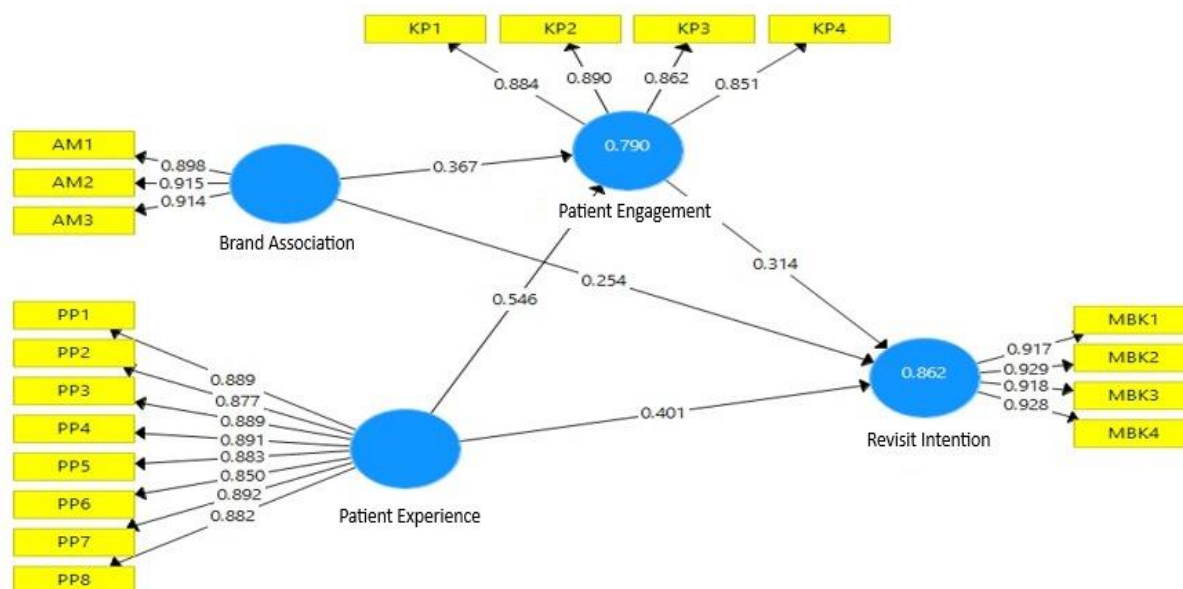 KP1
KP2
KP3
KP4
0.884
0.890
0.862
0.851
AM1
AM2
AM3
0.898
0.915
0.914
Brand Association
0.367
0.790
Patient Engagement
0.254
0.314
0.546
PP1
PP2
PP3
PP4
PP5
PP6
PP7
PP8
0.889
0.877
0.889
0.891
0.883
0.850
0.892
0.882
Patient Experience
0.401
0.862
Revisit Intention
0.917
0.929
0.918
0.928
MBK1
MBK2
MBK3
MBK4